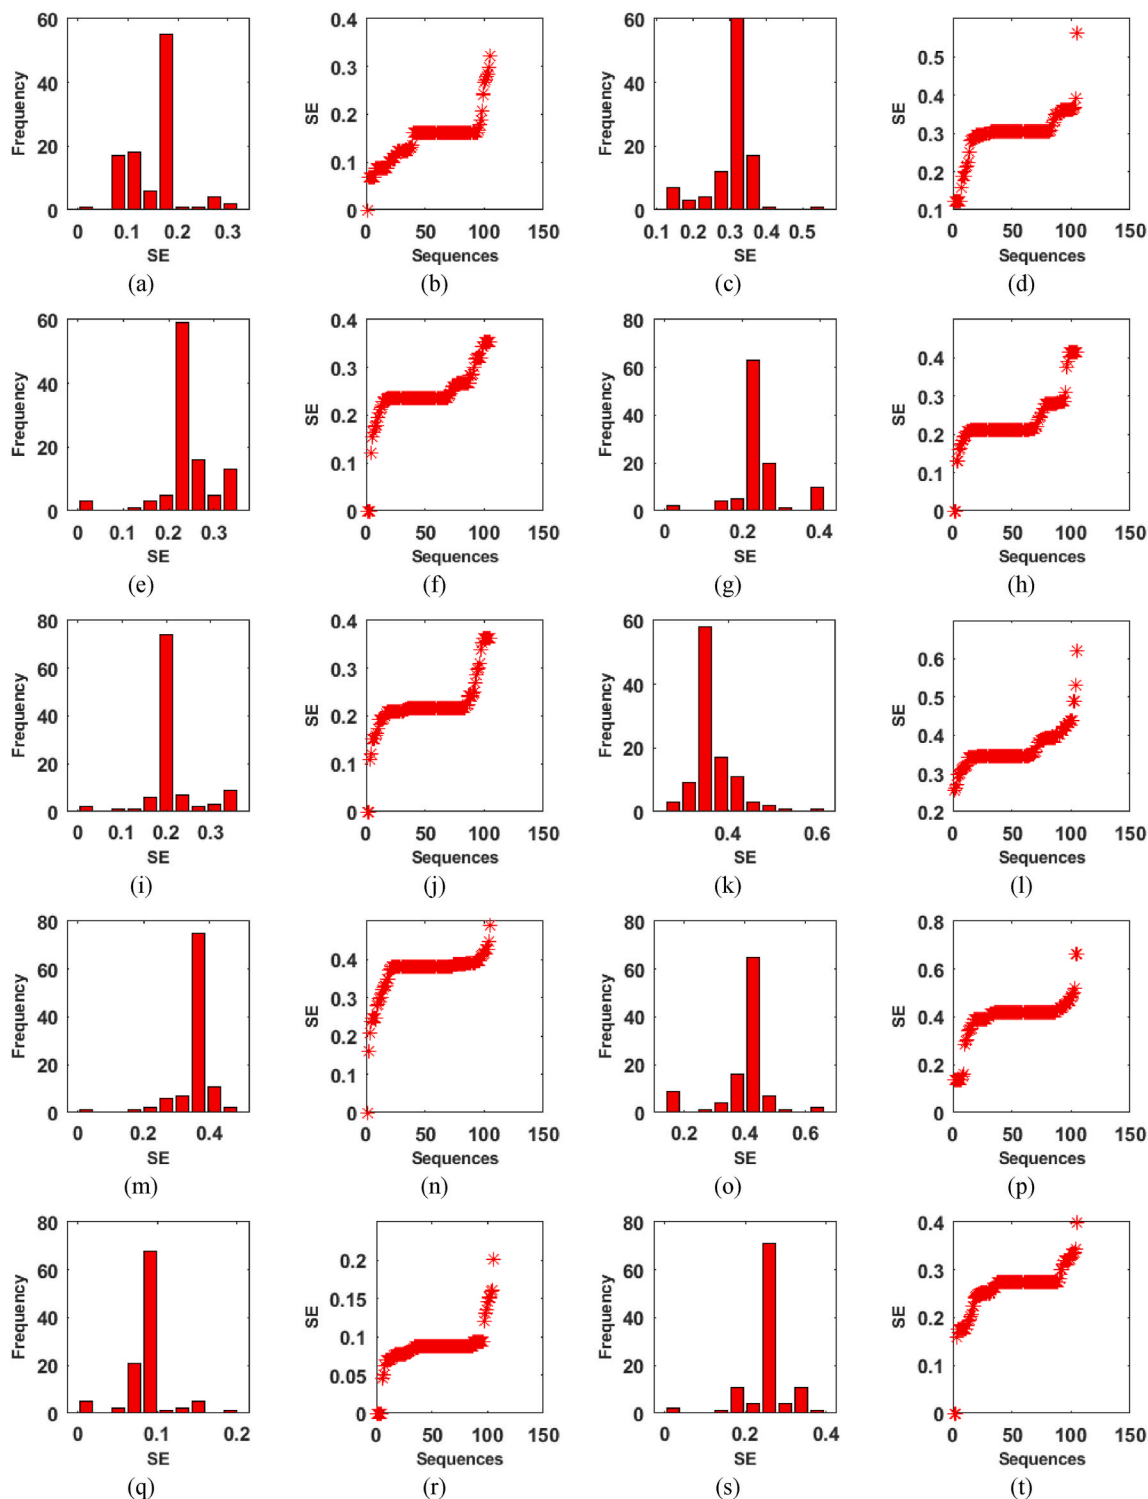 Frequency
60
40
20
0
0 0.1 0.2 0.3
SE
(a)
SE
0.4
0.3
0.2
0.1
0
0 50 100 150
Sequences
(b)
Frequency
60
40
20
0
0.1 0.2 0.3 0.4 0.5
SE
(c)
SE
0.5
0.4
0.3
0.2
0.1
0 50 100 150
Sequences
(d)
Frequency
60
40
20
0
0 0.1 0.2 0.3
SE
(e)
SE
0.4
0.3
0.2
0.1
0
0 50 100 150
Sequences
(f)
Frequency
80
60
40
20
0
0 0.2 0.4
SE
(g)
SE
0.4
0.3
0.2
0.1
0
0 50 100 150
Sequences
(h)
Frequency
80
60
40
20
0
0 0.1 0.2 0.3
SE
(i)
SE
0.4
0.3
0.2
0.1
0
0 50 100 150
Sequences
(j)
Frequency
60
40
20
0
0.4 0.6
SE
(k)
SE
0.6
0.5
0.4
0.3
0.2
0 50 100 150
Sequences
(l)
Frequency
80
60
40
20
0
0 0.2 0.4
SE
(m)
SE
0.4
0.3
0.2
0.1
0
0 50 100 150
Sequences
(n)
Frequency
80
60
40
20
0
0.2 0.4 0.6
SE
(o)
SE
0.8
0.6
0.4
0.2
0
0 50 100 150
Sequences
(p)
Frequency
80
60
40
20
0
0 0.1 0.2
SE
(q)
SE
0.2
0.15
0.1
0.05
0
0 50 100 150
Sequences
(r)
Frequency
80
60
40
20
0
0 0.2 0.4
SE
(s)
SE
0.4
0.3
0.2
0.1
0
0 50 100 150
Sequences
(t)